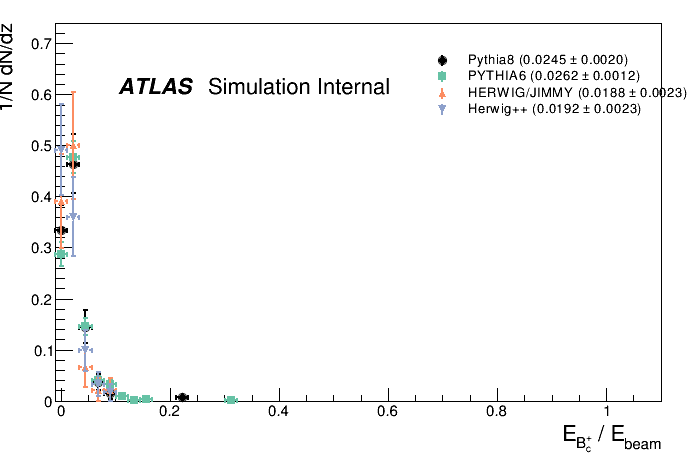 1/N dN/dz
0.7
0.6
0.5
0.4
0.3
0.2
0.1
0
ATLAS Simulation Internal
Pythia8 (0.0245 ± 0.0020)
PYTHIA6 (0.0262 ± 0.0012)
HERWIG/JIMMY (0.0188 ± 0.0023)
Herwig++ (0.0192 ± 0.0023)
0 0.2 0.4 0.6 0.8 1
E_{B_c^+} / E_{beam}